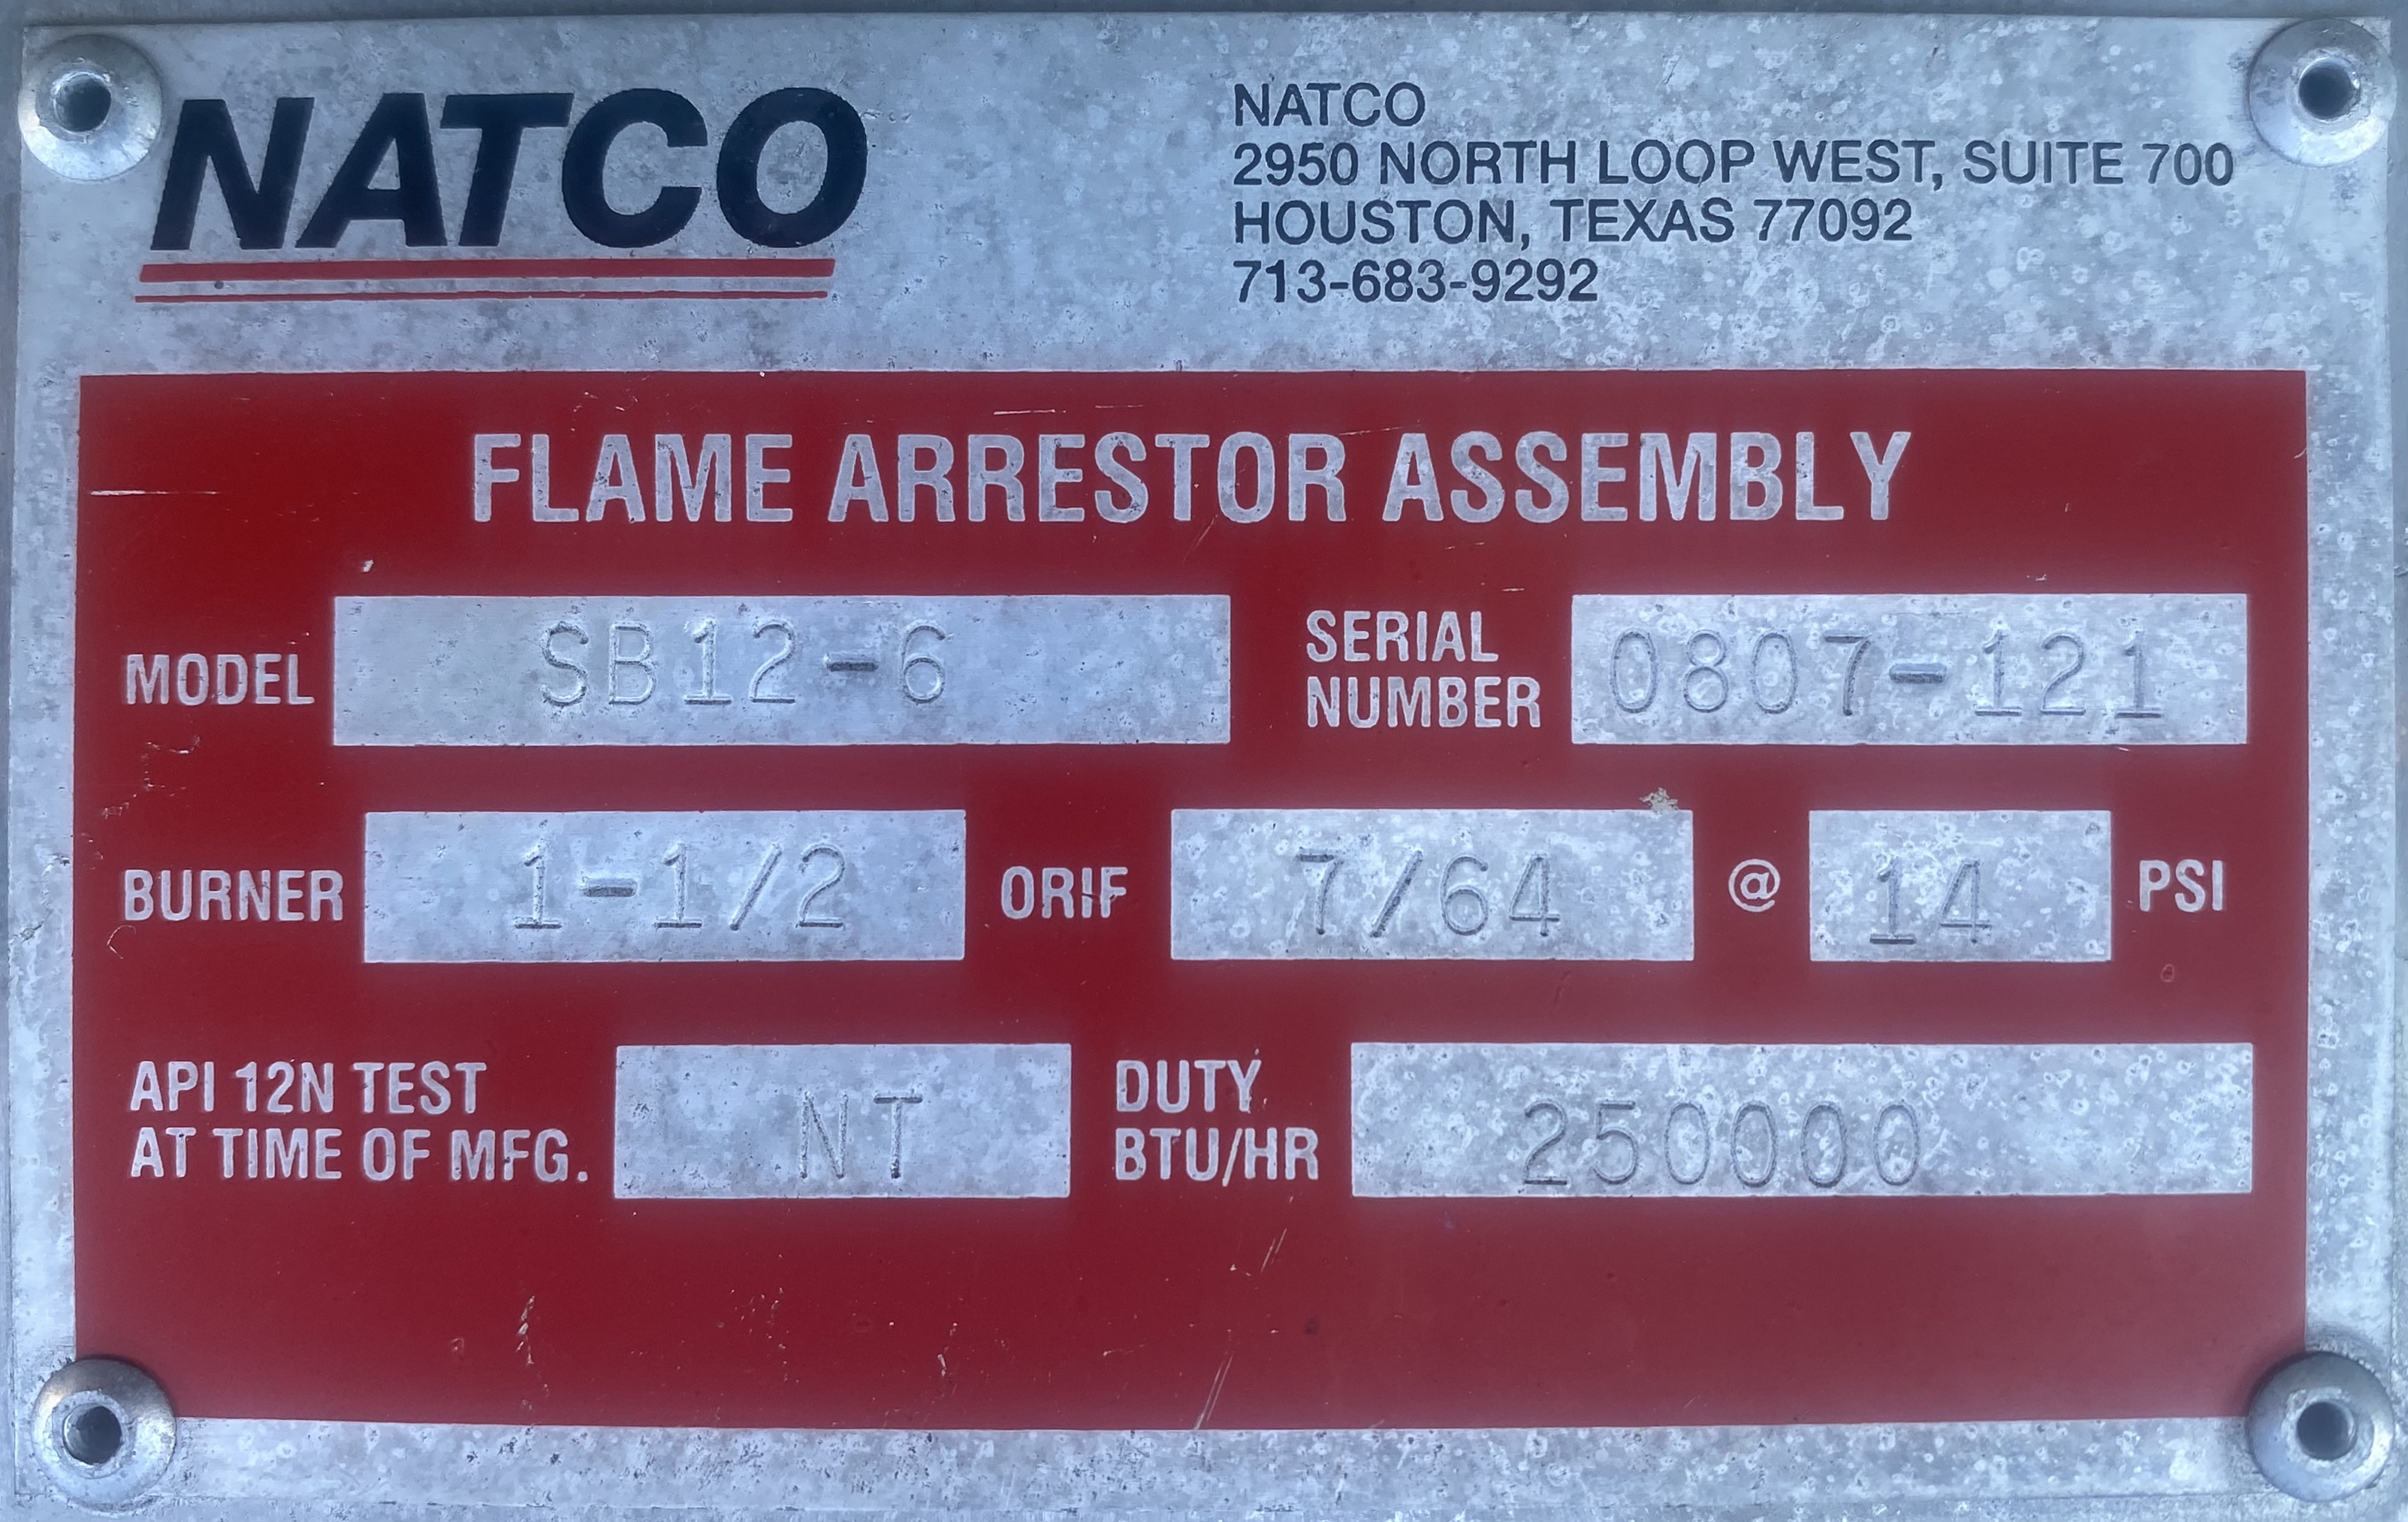 NATCO
NATCO
2950 NORTH LOOP WEST, SUITE 700
HOUSTON, TEXAS 77092
713-683-9292
FLAME ARRESTOR ASSEMBLY
MODEL SB12-6 SERIAL NUMBER 0807-121
BURNER 1-1/2 ORIF 7/64 @ 14 PSI
API 12N TEST AT TIME OF MFG. NT DUTY BTU/HR 250000